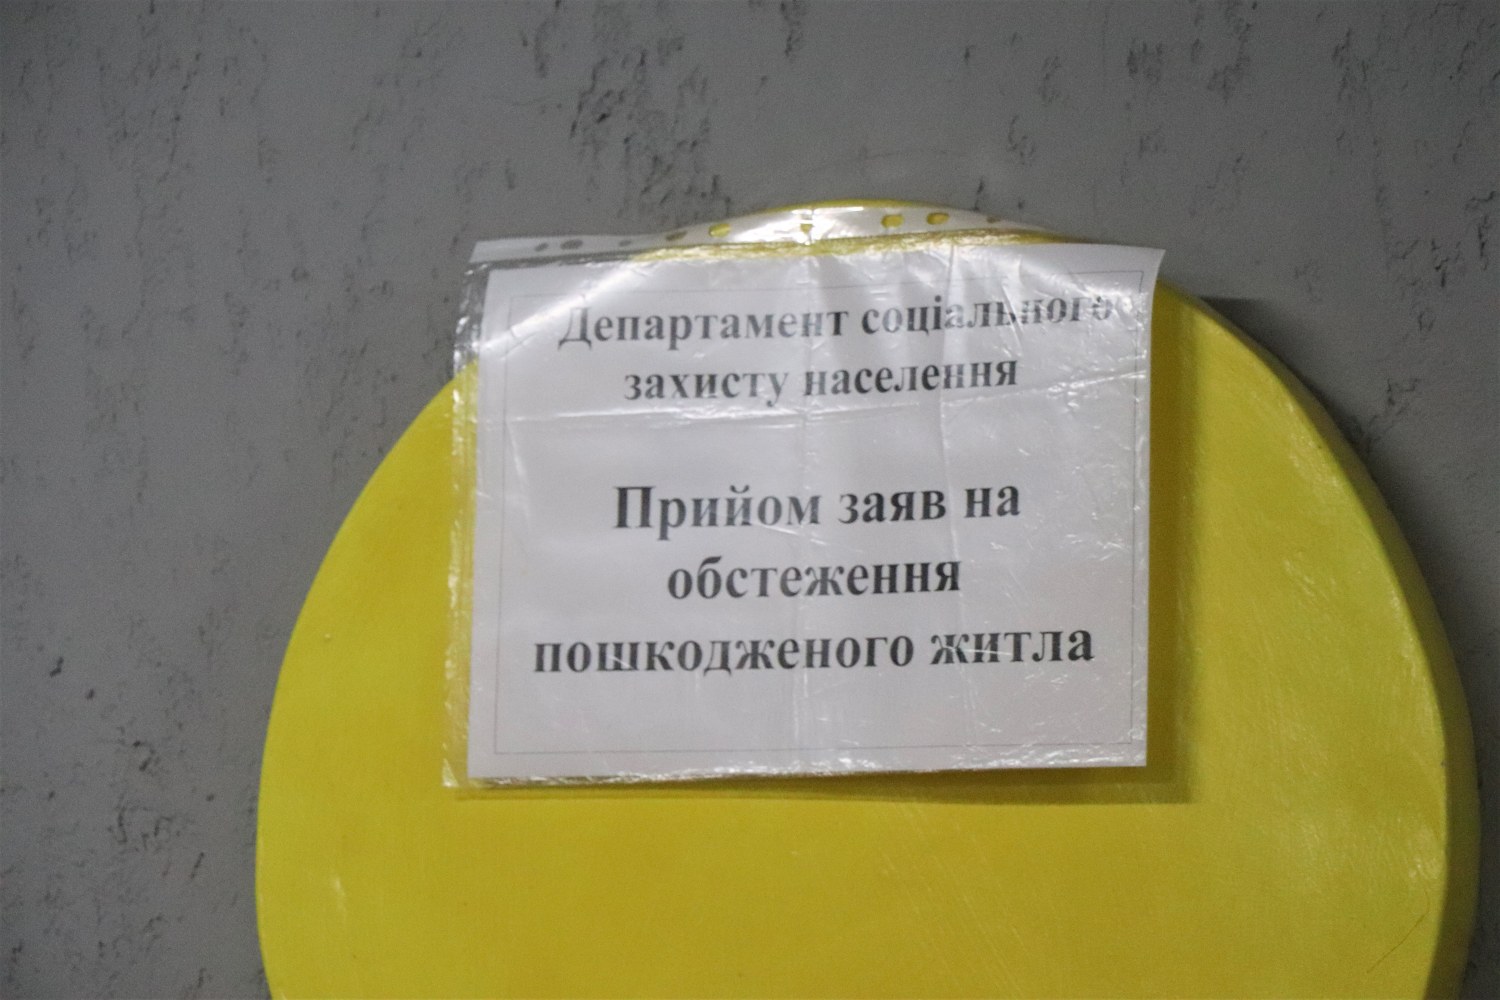 Департамент соціального
захисту населення
Прийом заяв на
обстеження
пошкодженого житла